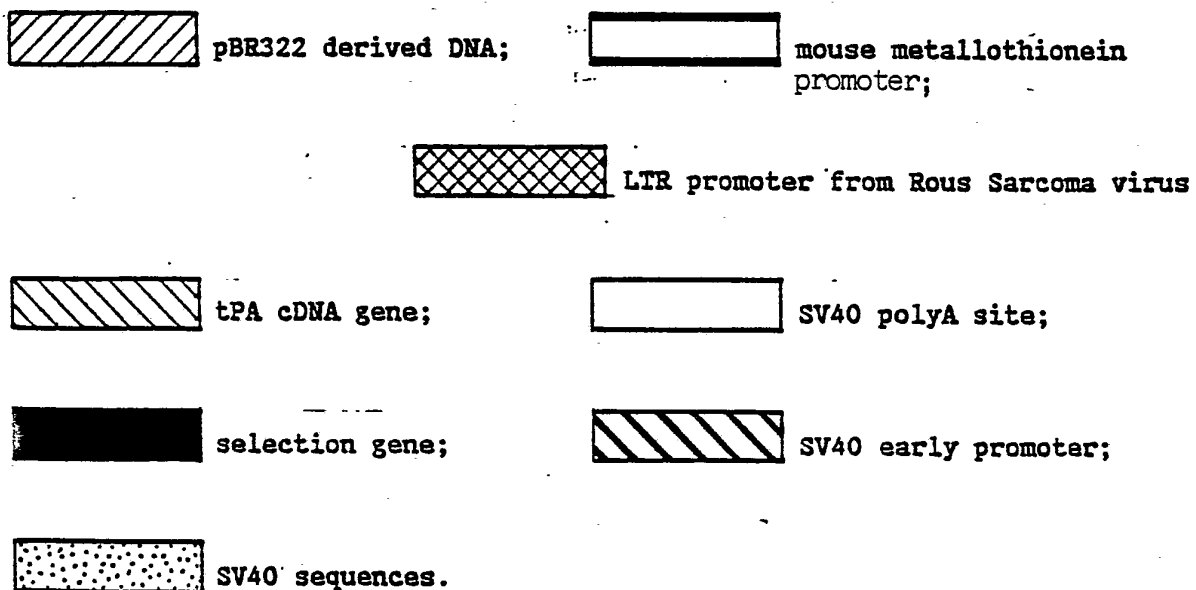 pBR322 derived DNA;
mouse metallothionein
promoter;
LTR promoter from Rous Sarcoma virus
tPA cDNA gene;
SV40 polyA site;
selection gene;
SV40 early promoter;
SV40 sequences.